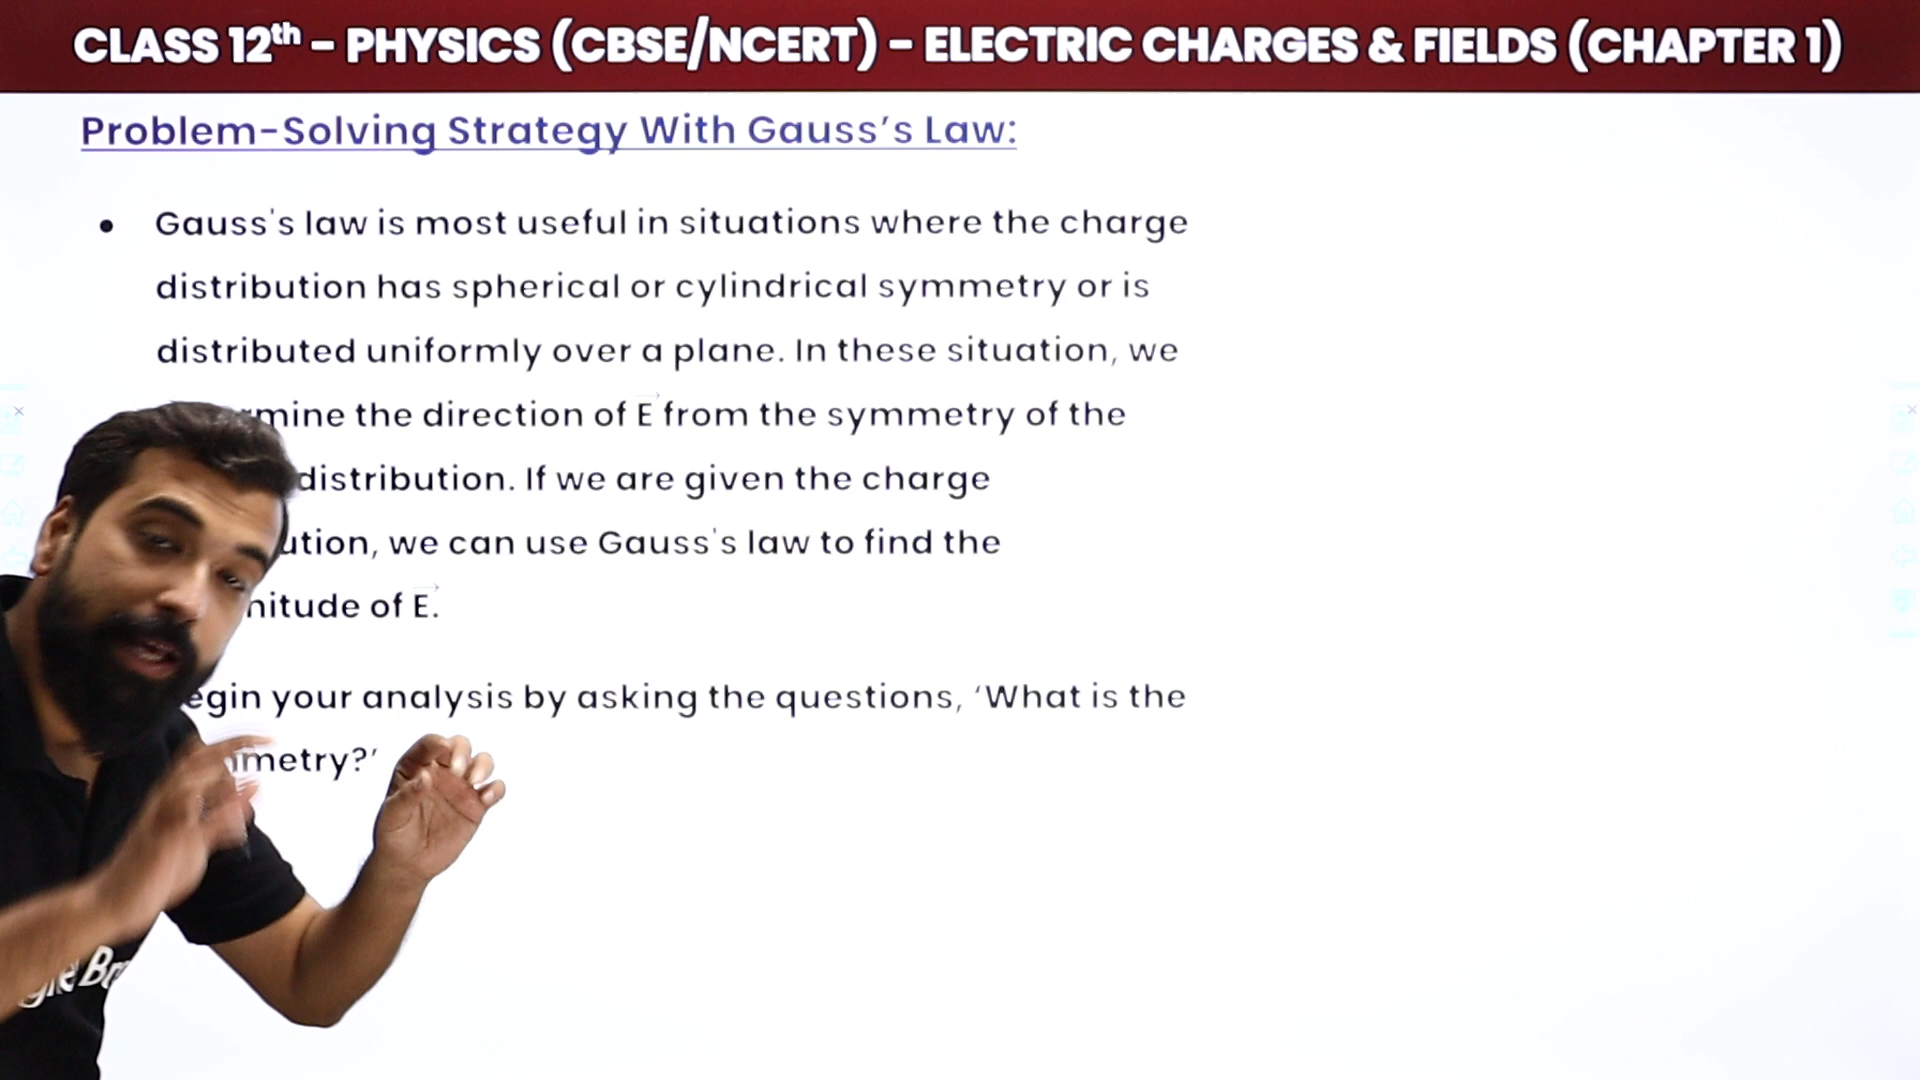 CLASS 12th - PHYSICS (CBSE/NCERT) - ELECTRIC CHARGES & FIELDS (CHAPTER 1)
Problem-Solving Strategy With Gauss's Law:
• Gauss's law is most useful in situations where the charge
distribution has spherical or cylindrical symmetry or is
distributed uniformly over a plane. In these situation, we
mine the direction of E⃗ from the symmetry of the
distribution. If we are given the charge
ution, we can use Gauss's law to find the
nitude of E⃗.
egin your analysis by asking the questions, ‘What is the
metry?’